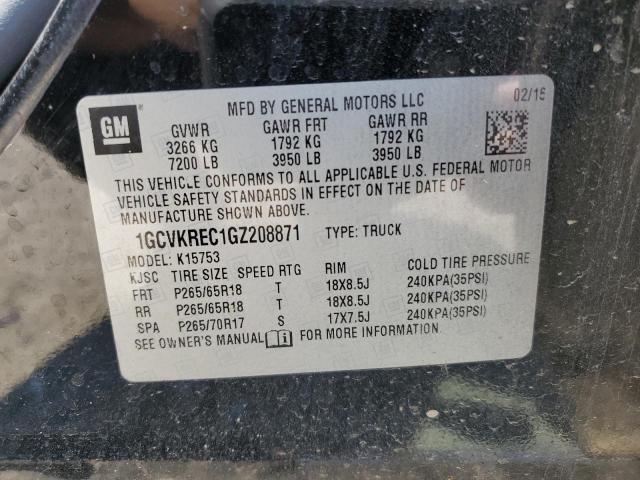 MFD BY GENERAL MOTORS LLC 02/16
GM
GVWR GAWR FRT GAWR RR
3266 KG 1792 KG 1792 KG
7200 LB 3950 LB 3950 LB
THIS VEHICLE CONFORMS TO ALL APPLICABLE U.S. FEDERAL MOTOR
VEHICLE SAFETY STANDARDS IN EFFECT ON THE DATE OF
MANUFACTURE SHOWN ABOVE.
1GCVKREC1GZ208871 TYPE: TRUCK
MODEL: K15753
KJSC TIRE SIZE SPEED RTG RIM COLD TIRE PRESSURE
FRT P265/65R18 T 18X8.5J 240KPA(35PSI)
RR P265/65R18 T 18X8.5J 240KPA(35PSI)
SPA P265/70R17 S 17X7.5J 240KPA(35PSI)
SEE OWNER'S MANUAL i FOR MORE INFORMATION.